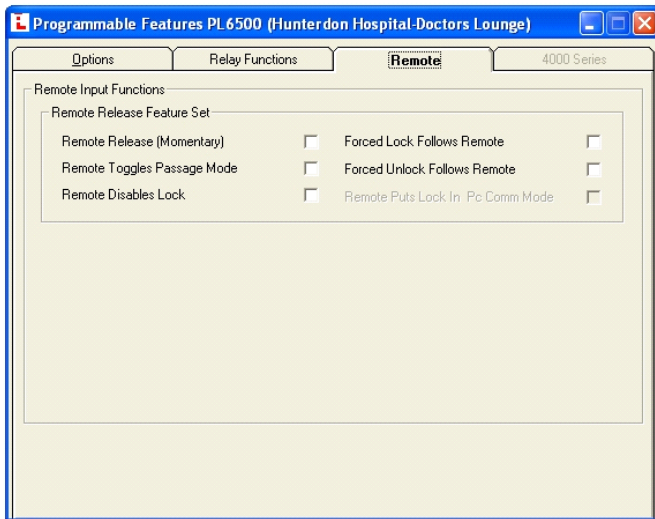 Programmable Features PL6500 (Hunterdon Hospital-Doctors Lounge)
Options Relay Functions Remote 4000 Series
Remote Input Functions
Remote Release Feature Set
Remote Release (Momentary) Forced Lock Follows Remote
Remote Toggles Passage Mode Forced Unlock Follows Remote
Remote Disables Lock Remote Puts Lock In Pc Comm Mode